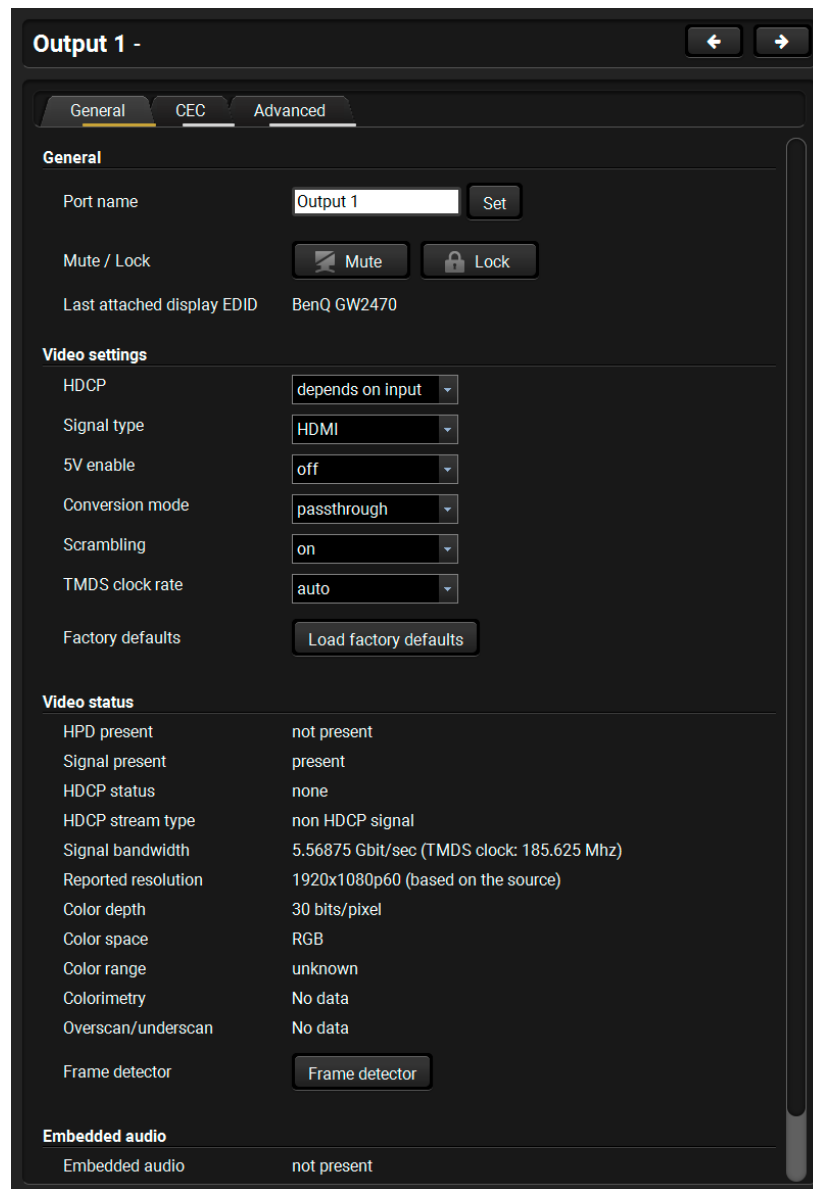 Output 1 -
General CEC Advanced
General
Port name Output 1 Set
Mute / Lock Mute Lock
Last attached display EDID BenQ GW2470
Video settings
HDCP depends on input
Signal type HDMI
5V enable off
Conversion mode passthrough
Scrambling on
TMDS clock rate auto
Factory defaults Load factory defaults
Video status
HPD present not present
Signal present present
HDCP status none
HDCP stream type non HDCP signal
Signal bandwidth 5.56875 Gbit/sec (TMDS clock: 185.625 Mhz)
Reported resolution 1920x1080p60 (based on the source)
Color depth 30 bits/pixel
Color space RGB
Color range unknown
Colorimetry No data
Overscan/underscan No data
Frame detector Frame detector
Embedded audio
Embedded audio not present